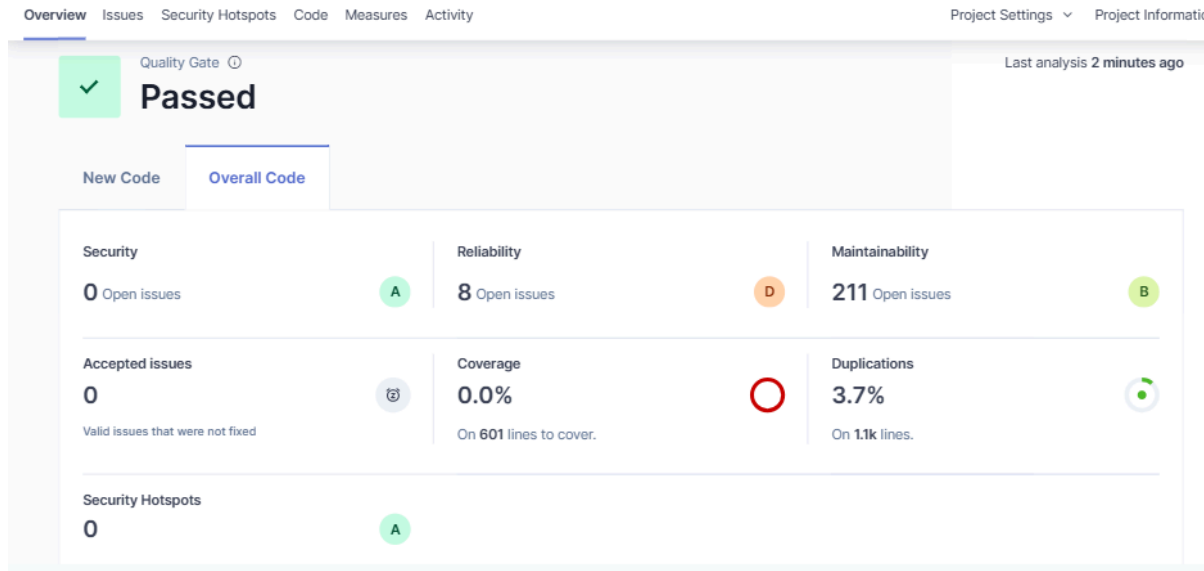 Overview Issues Security Hotspots Code Measures Activity Project Settings Project Informatio
Quality Gate
Last analysis 2 minutes ago
Passed
New Code Overall Code
Security Reliability Maintainability
0 Open issues A 8 Open issues D 211 Open issues B
Accepted issues Coverage Duplications
0 0.0% 3.7%
Valid issues that were not fixed On 601 lines to cover. On 1.1k lines.
Security Hotspots
0 A